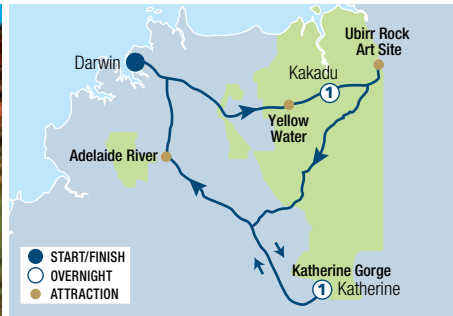 Ubirr Rock
Art Site
Darwin
Kakadu
1
Yellow
Water
Adelaide River
Katherine Gorge
1 Katherine
START/FINISH
1 OVERNIGHT
ATTRACTION